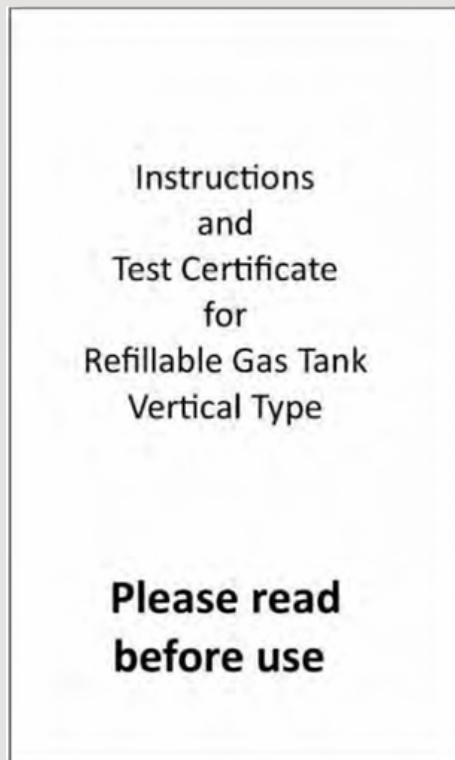 Instructions
and
Test Certificate
for
Refillable Gas Tank
Vertical Type
Please read
before use